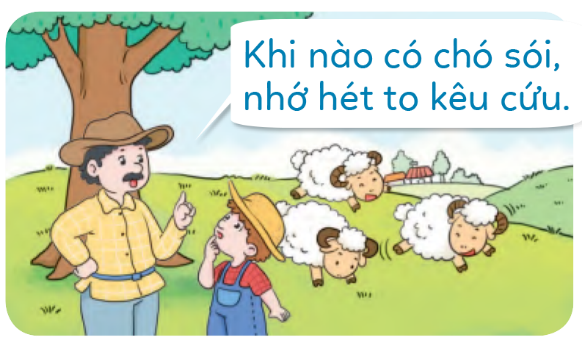 Khi nào có chó sói,
nhớ hét to kêu cứu.